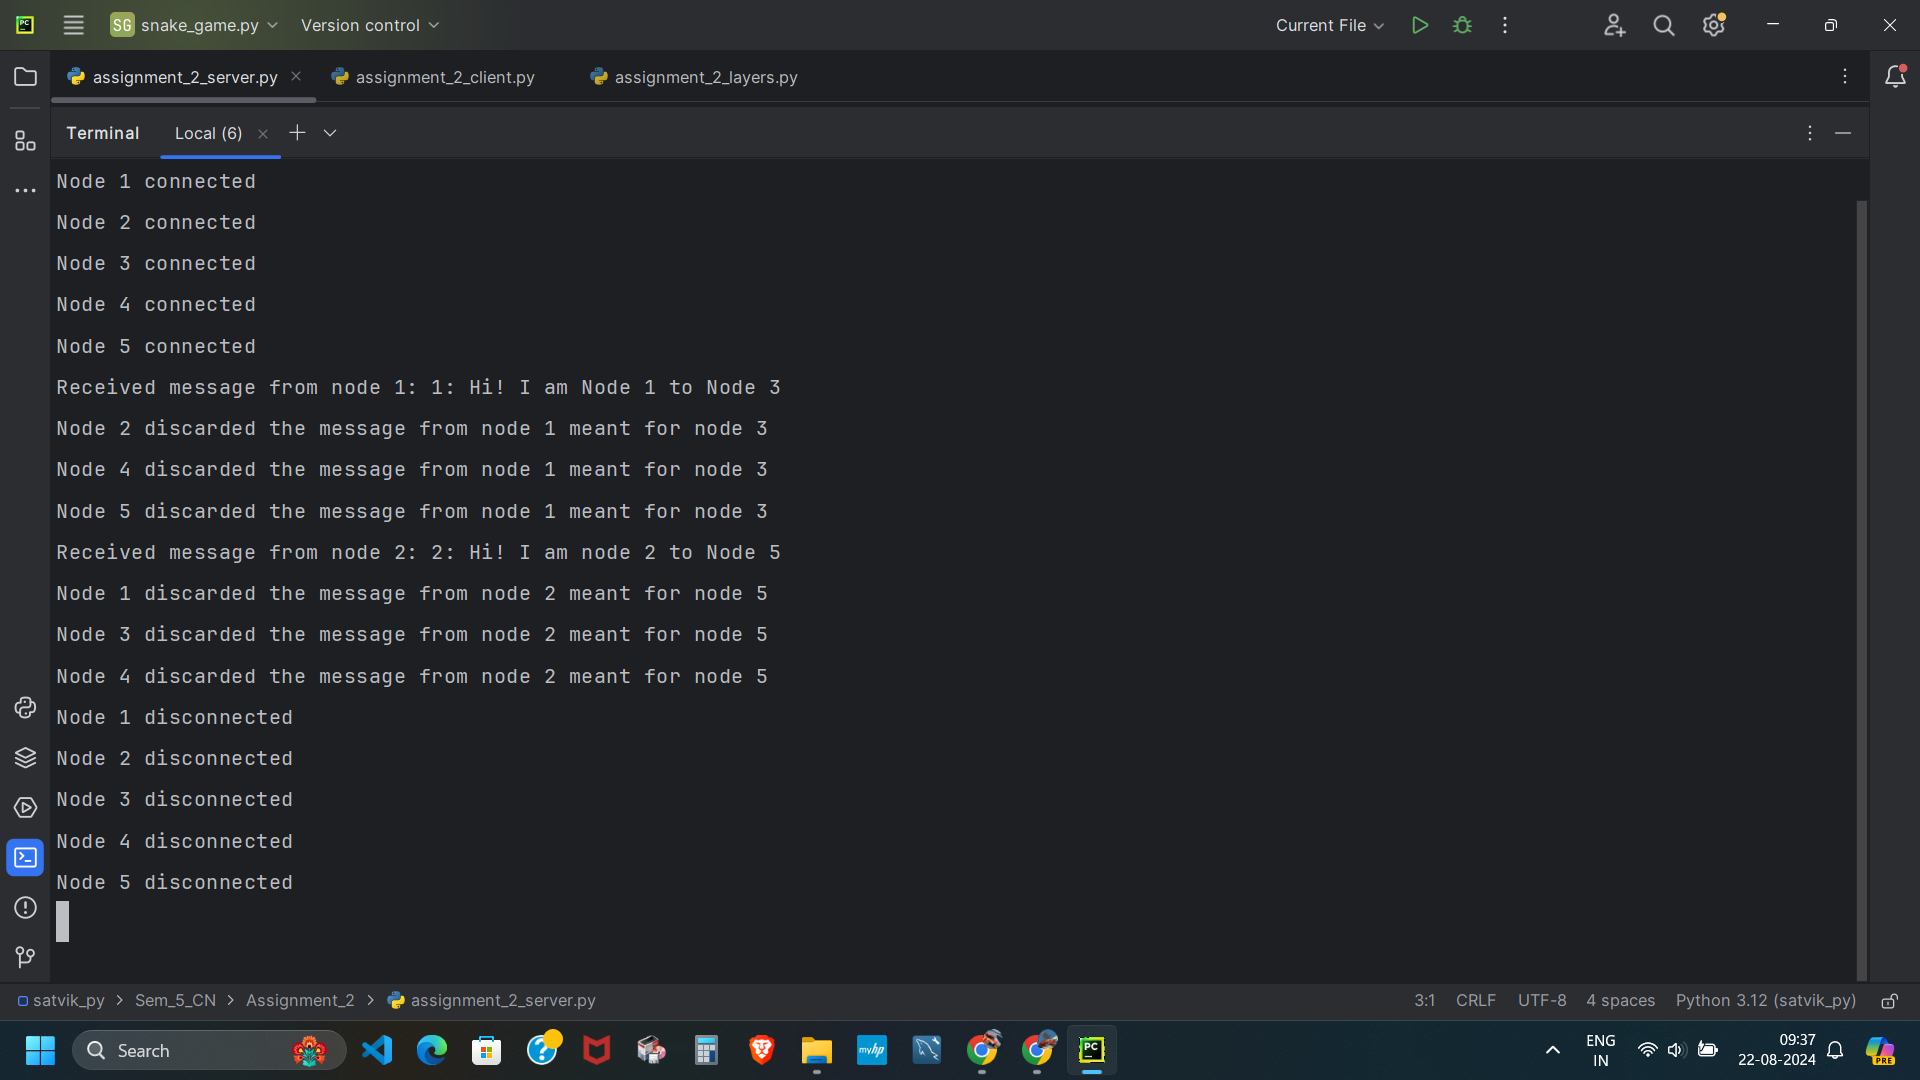 SG snake_game.py Version control Current File
assignment_2_server.py assignment_2_client.py assignment_2_layers.py
Terminal Local (6)
Node 1 connected
Node 2 connected
Node 3 connected
Node 4 connected
Node 5 connected
Received message from node 1: 1: Hi! I am Node 1 to Node 3
Node 2 discarded the message from node 1 meant for node 3
Node 4 discarded the message from node 1 meant for node 3
Node 5 discarded the message from node 1 meant for node 3
Received message from node 2: 2: Hi! I am node 2 to Node 5
Node 1 discarded the message from node 2 meant for node 5
Node 3 discarded the message from node 2 meant for node 5
Node 4 discarded the message from node 2 meant for node 5
Node 1 disconnected
Node 2 disconnected
Node 3 disconnected
Node 4 disconnected
Node 5 disconnected
satvik_py > Sem_5_CN > Assignment_2 > assignment_2_server.py 3:1 CRLF UTF-8 4 spaces Python 3.12 (satvik_py)
Search myhp PC ENG 09:37
IN 22-08-2024 PRE